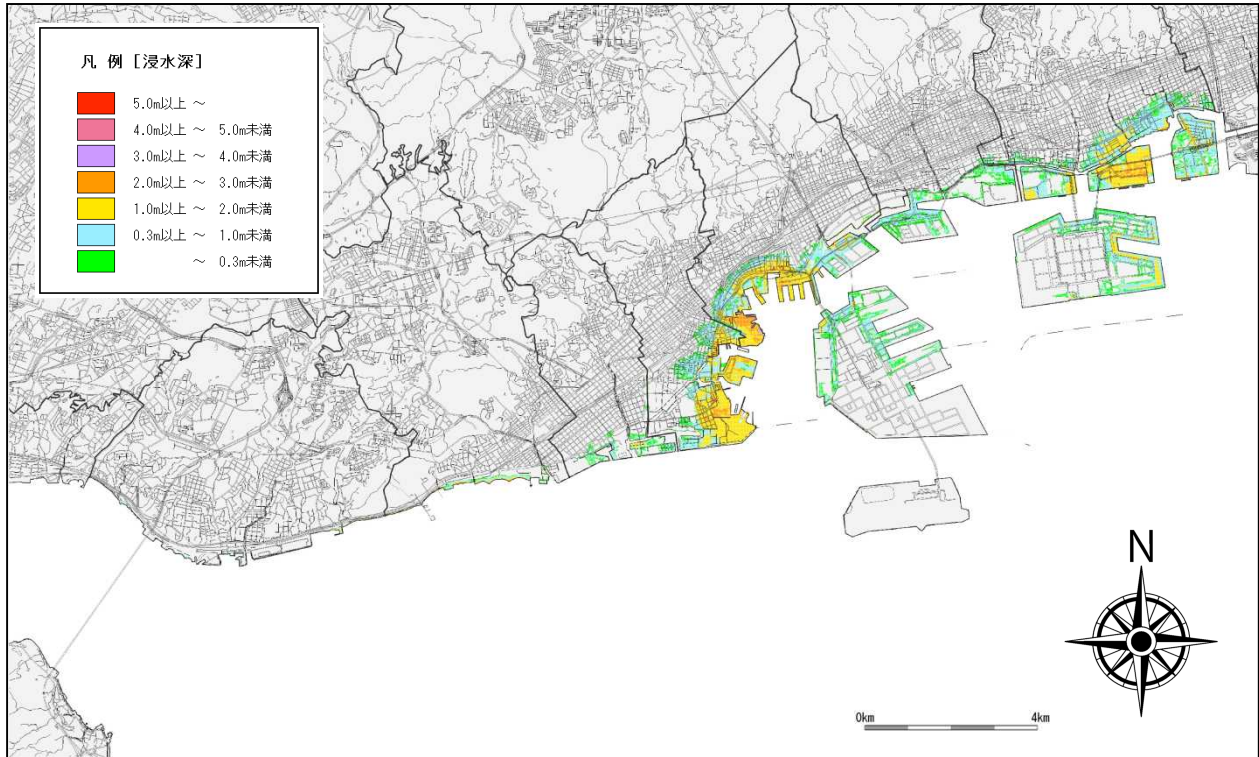 凡 例 [浸水深]
5.0m以上 ～
4.0m以上 ～ 5.0m未満
3.0m以上 ～ 4.0m未満
2.0m以上 ～ 3.0m未満
1.0m以上 ～ 2.0m未満
0.3m以上 ～ 1.0m未満
～ 0.3m未満
N
0km 4km